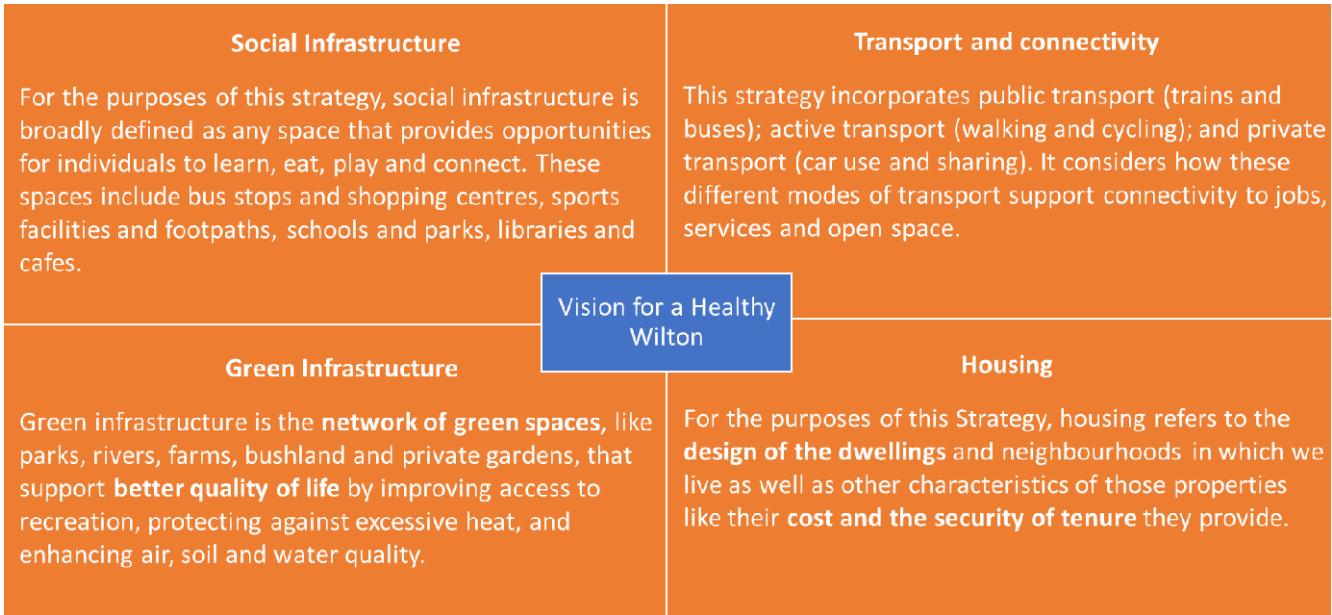 Social Infrastructure
For the purposes of this strategy, social infrastructure is
broadly defined as any space that provides opportunities
for individuals to learn, eat, play and connect. These
spaces include bus stops and shopping centres, sports
facilities and footpaths, schools and parks, libraries and
cafes.
Transport and connectivity
This strategy incorporates public transport (trains and
buses); active transport (walking and cycling); and private
transport (car use and sharing). It considers how these
different modes of transport support connectivity to jobs,
services and open space.
Vision for a Healthy
Wilton
Green Infrastructure
Green infrastructure is the network of green spaces, like
parks, rivers, farms, bushland and private gardens, that
support better quality of life by improving access to
recreation, protecting against excessive heat, and
enhancing air, soil and water quality.
Housing
For the purposes of this Strategy, housing refers to the
design of the dwellings and neighbourhoods in which we
live as well as other characteristics of those properties
like their cost and the security of tenure they provide.